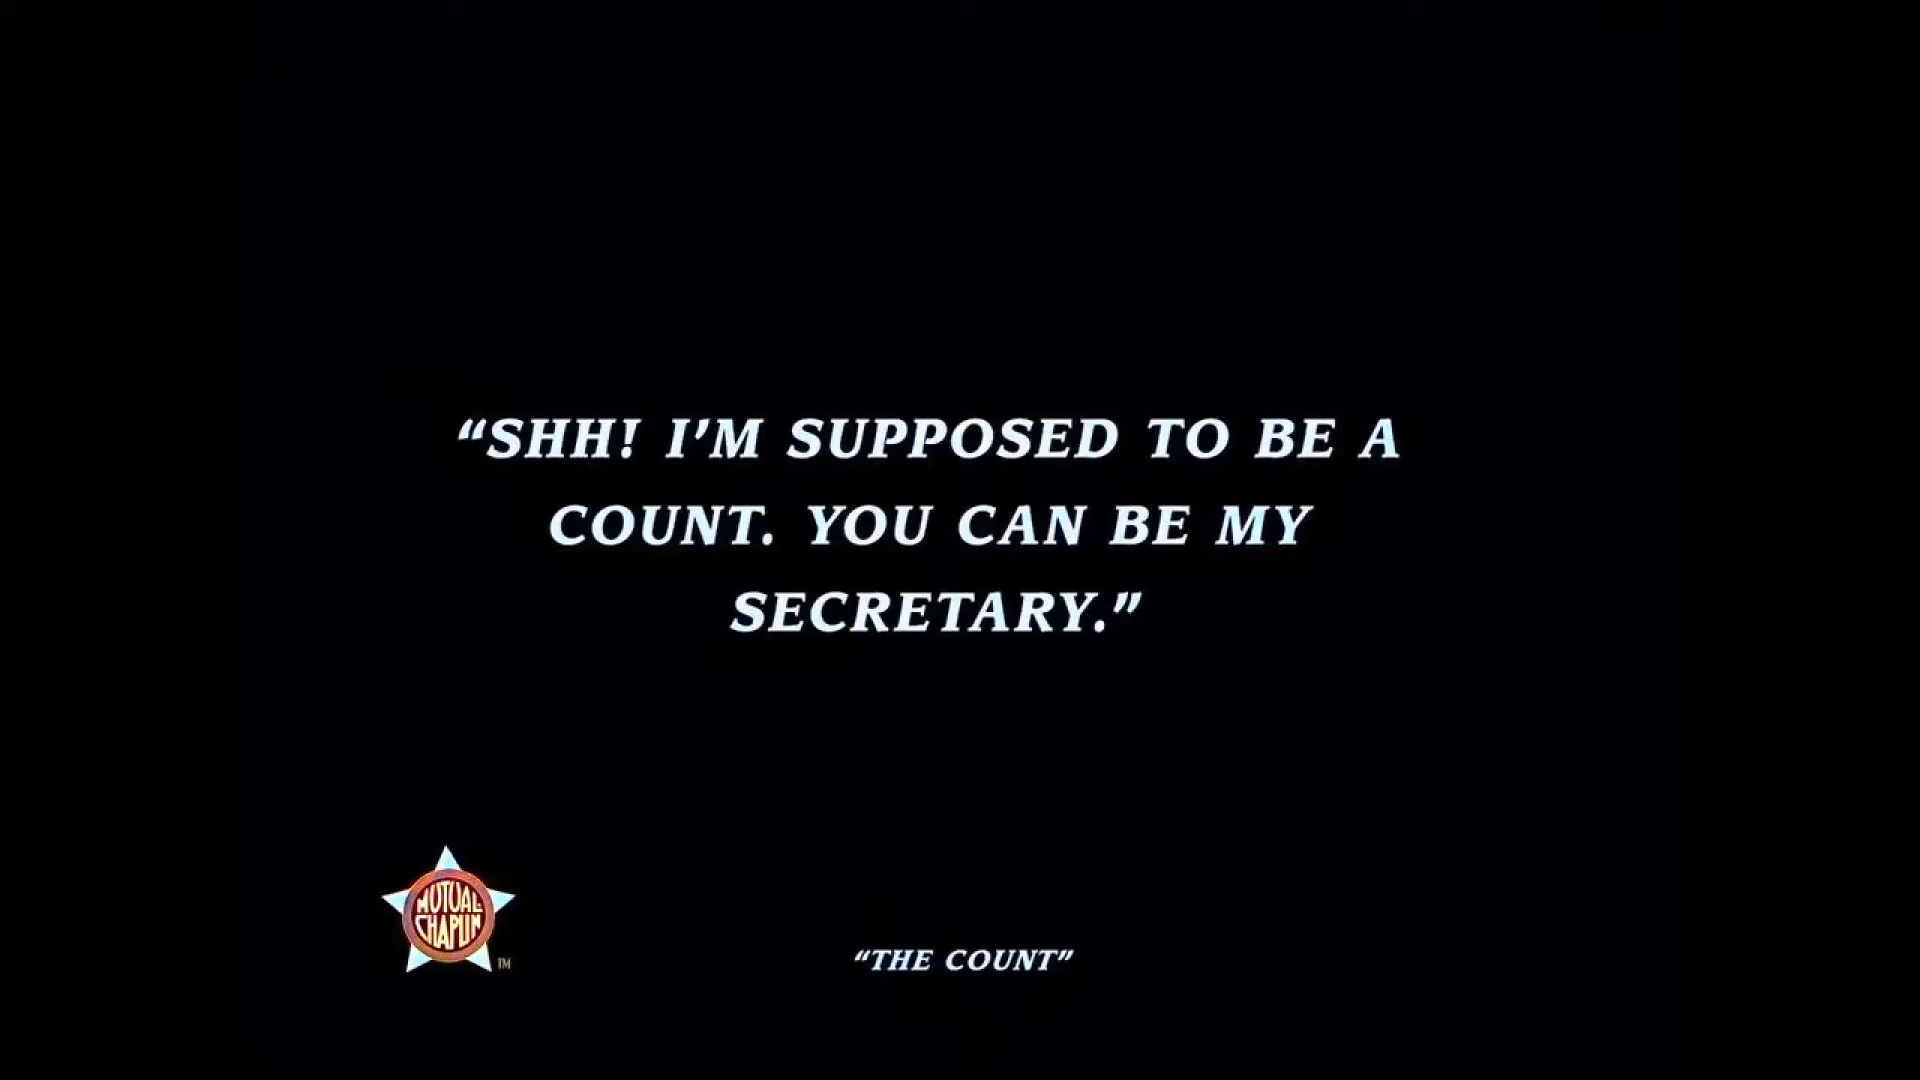 “SHH! I’M SUPPOSED TO BE A
COUNT. YOU CAN BE MY
SECRETARY.”
MUTUAL-
CHAPLIN
TM
“THE COUNT”